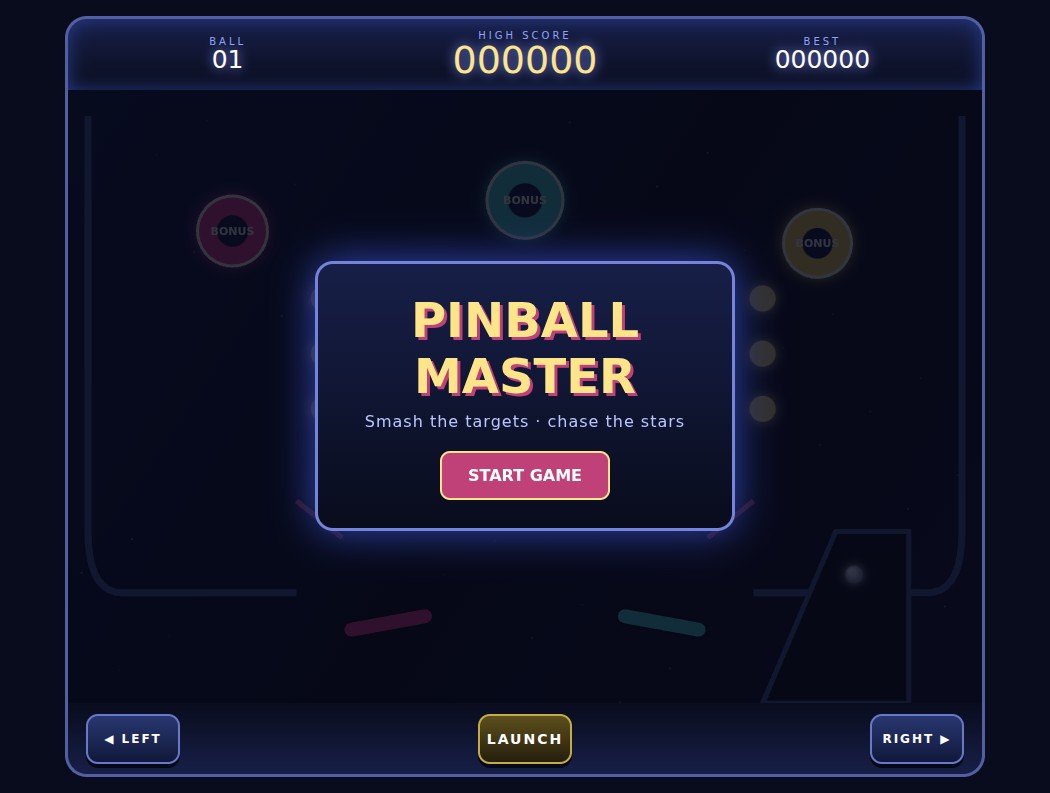 BALL
01
HIGH SCORE
000000
BEST
000000
BONUS
BONUS
BONUS
PINBALL
MASTER
Smash the targets · chase the stars
START GAME
◀ LEFT
LAUNCH
RIGHT ▶